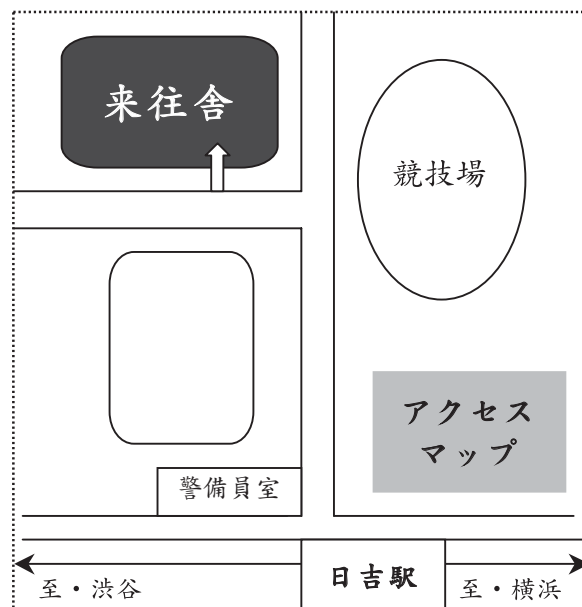 来往舎
競技場
アクセス
マップ
警備員室
至・渋谷
日吉駅
至・横浜